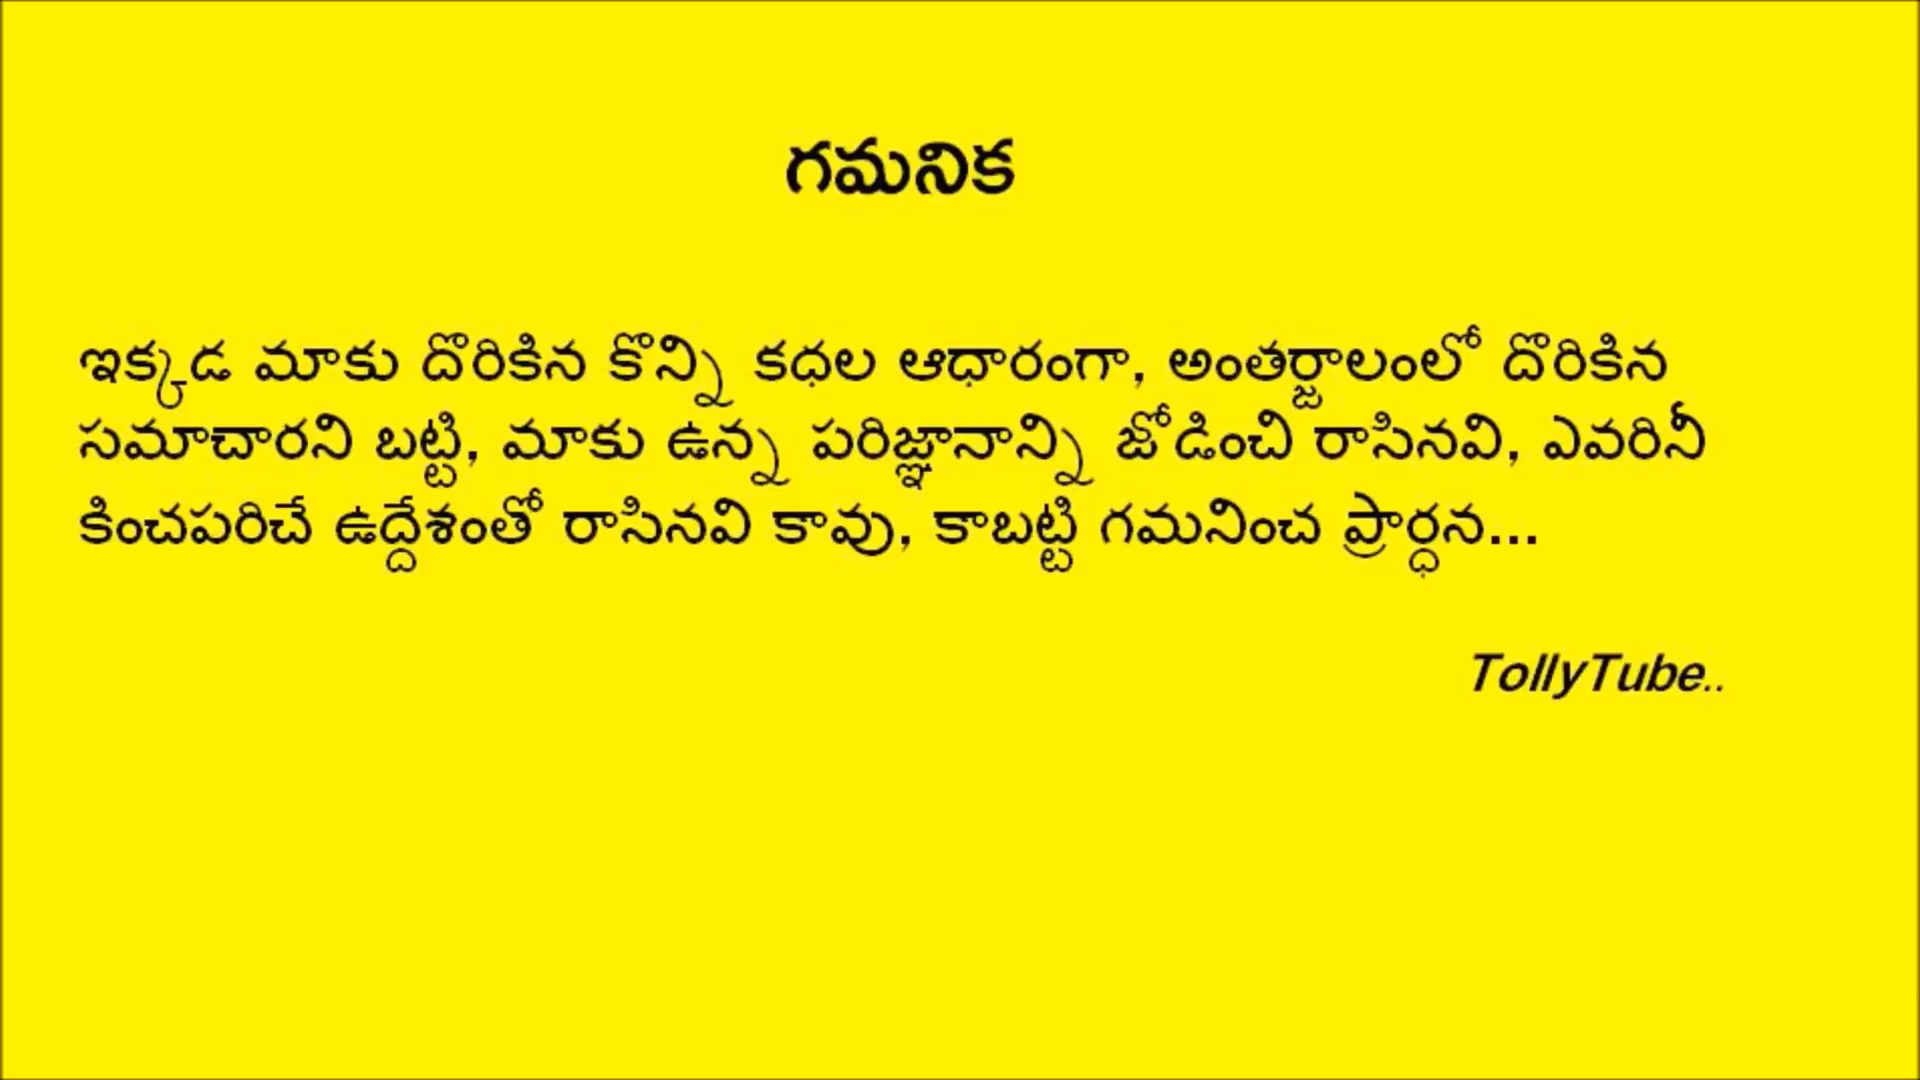 గమనిక
ఇక్కడ మాకు దొరికిన కొన్ని కధల ఆధారంగా, అంతర్జాలంలో దొరికిన
సమాచారని బట్టి, మాకు ఉన్న పరిజ్ఞానాన్ని జోడించి రాసినవి, ఎవరినీ
కించపరిచే ఉద్దేశంతో రాసినవి కావు, కాబట్టి గమనించ ప్రార్ధన...
TollyTube..